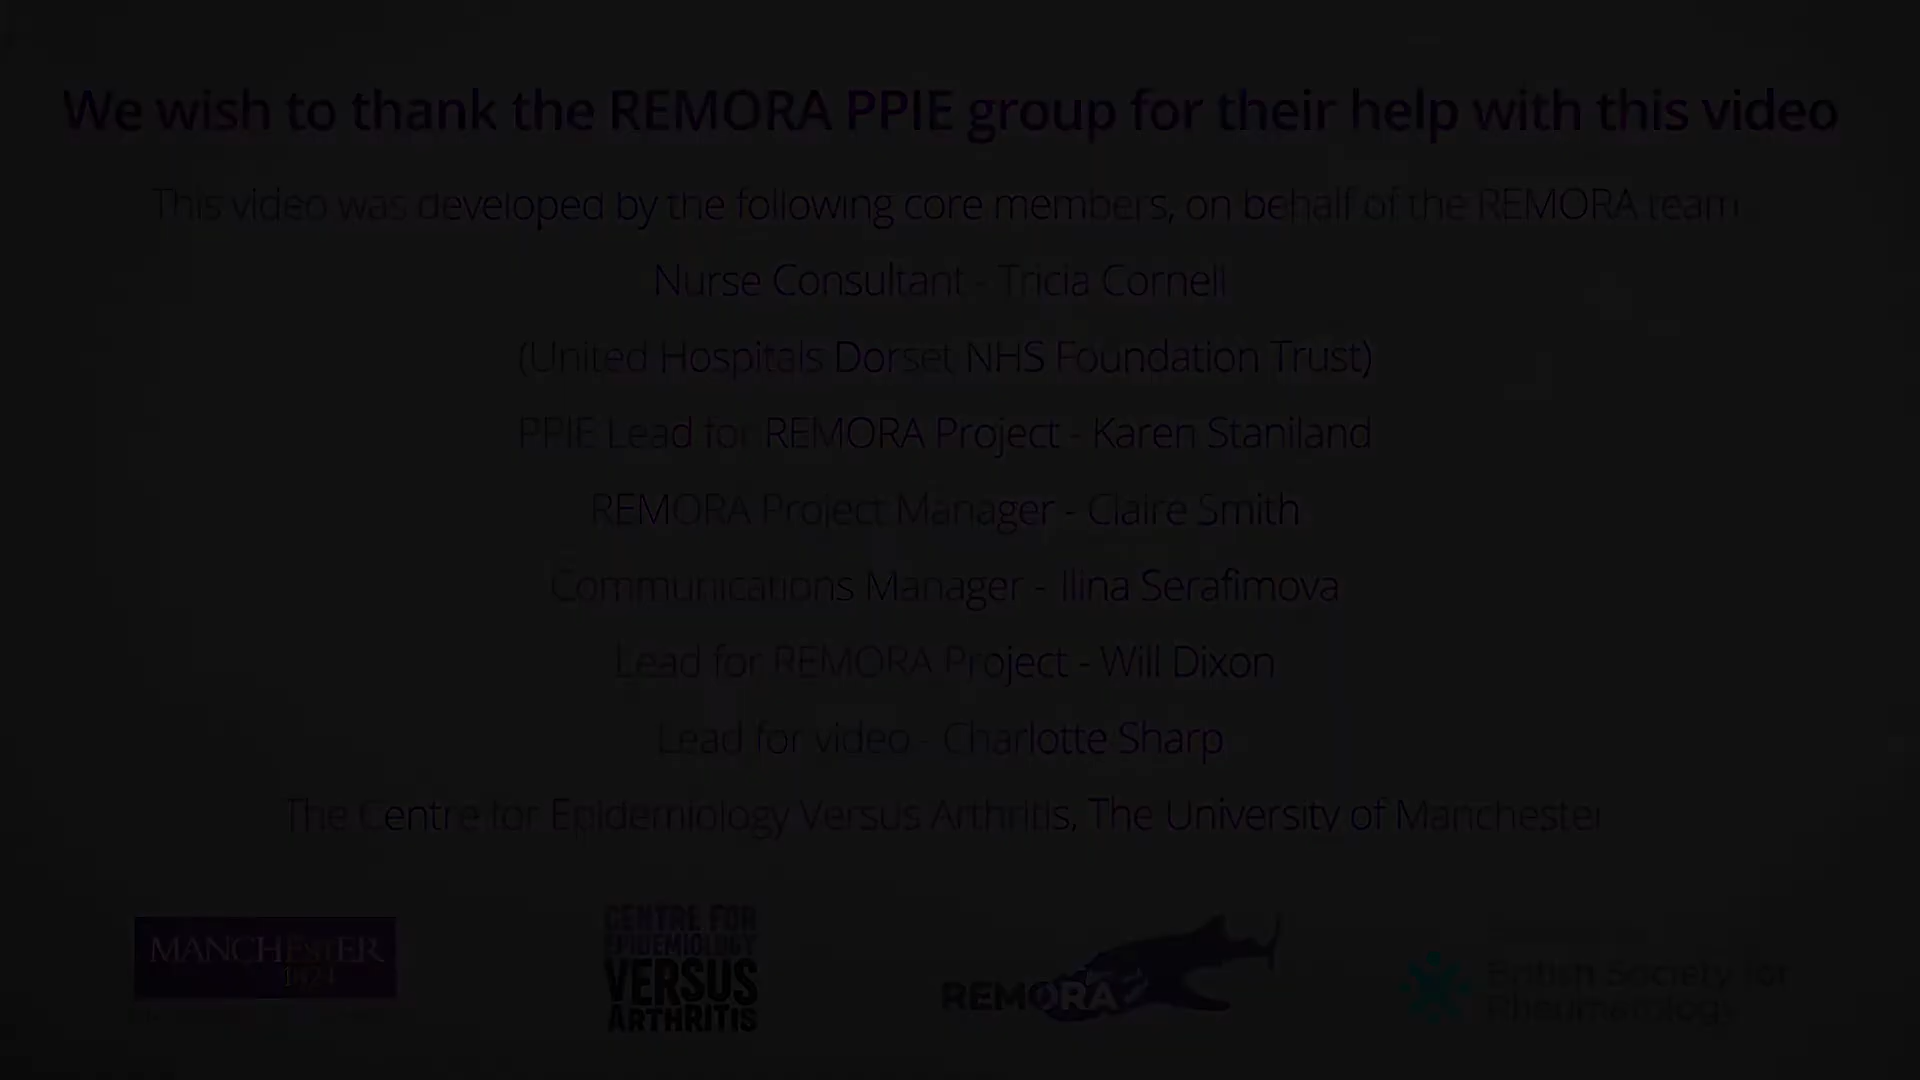 We wish to thank the REMORA PPIE group for their help with this video
This video was developed by the following core members, on behalf of the REMORA team
Nurse Consultant - Tricia Cornell
(United Hospitals Dorset NHS Foundation Trust)
PPIE Lead for REMORA Project - Karen Staniland
REMORA Project Manager - Claire Smith
Communications Manager - Ilina Serafimova
Lead for REMORA Project - Will Dixon
Lead for video - Charlotte Sharp
The Centre for Epidemiology Versus Arthritis, The University of Manchester
MANCHESTER
1824
CENTRE FOR
EPIDEMIOLOGY
VERSUS
ARTHRITIS
REMORA
British Society for
Rheumatology